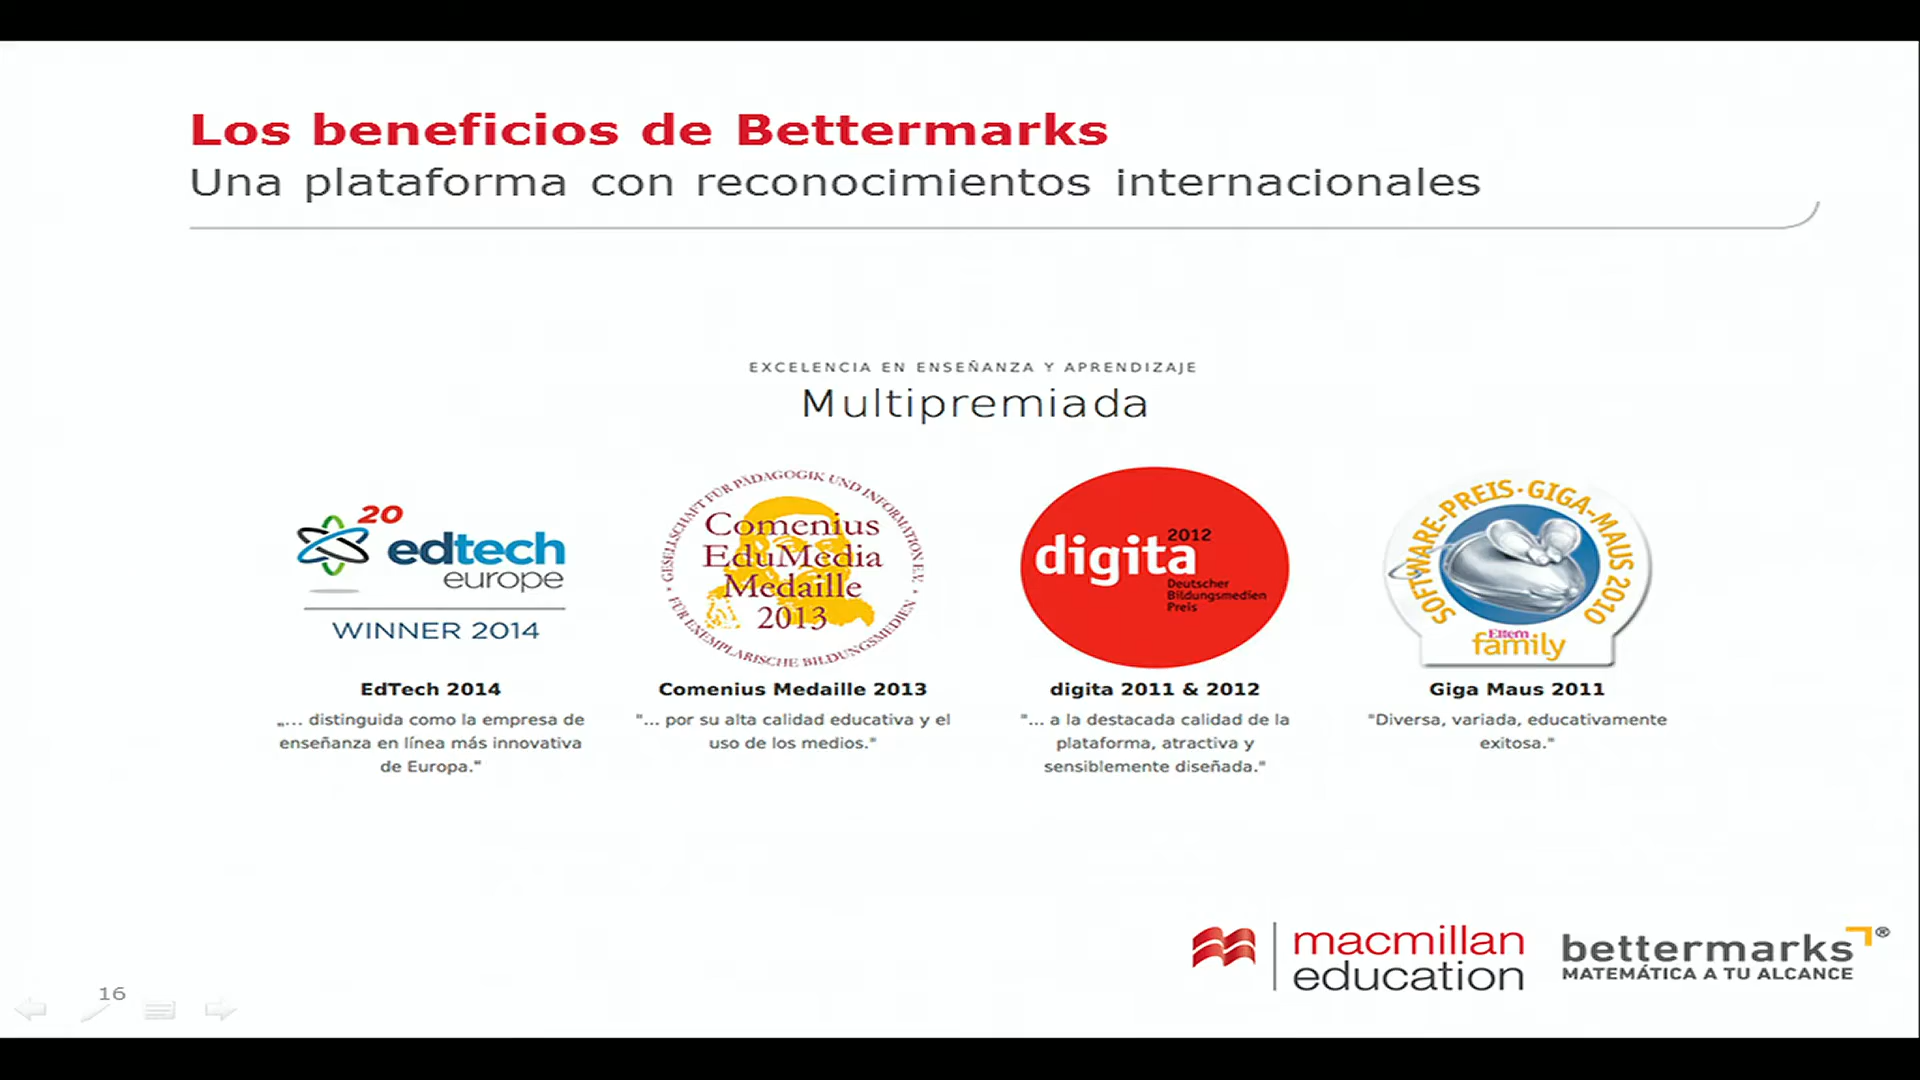 Los beneficios de Bettermarks
Una plataforma con reconocimientos internacionales
EXCELENCIA EN ENSEÑANZA Y APRENDIZAJE
Multipremiada
20
edtech
europe
WINNER 2014
EdTech 2014
„... distinguida como la empresa de
enseñanza en línea más innovativa
de Europa."
GESELLSCHAFT FÜR PÄDAGOGIK UND INFORMATION E.V.
Comenius
EduMedia
Medaille
2013
FÜR EXEMPLARISCHE BILDUNGSMEDIEN
Comenius Medaille 2013
"... por su alta calidad educativa y el
uso de los medios."
2012
digita
Deutscher
Bildungsmedien
Preis
digita 2011 & 2012
"... a la destacada calidad de la
plataforma, atractiva y
sensiblemente diseñada."
SOFTWARE-PREIS·GIGA-MAUS 2010
Eltern
family
Giga Maus 2011
"Diversa, variada, educativamente
exitosa."
macmillan
education
bettermarks®
MATEMÁTICA A TU ALCANCE
16